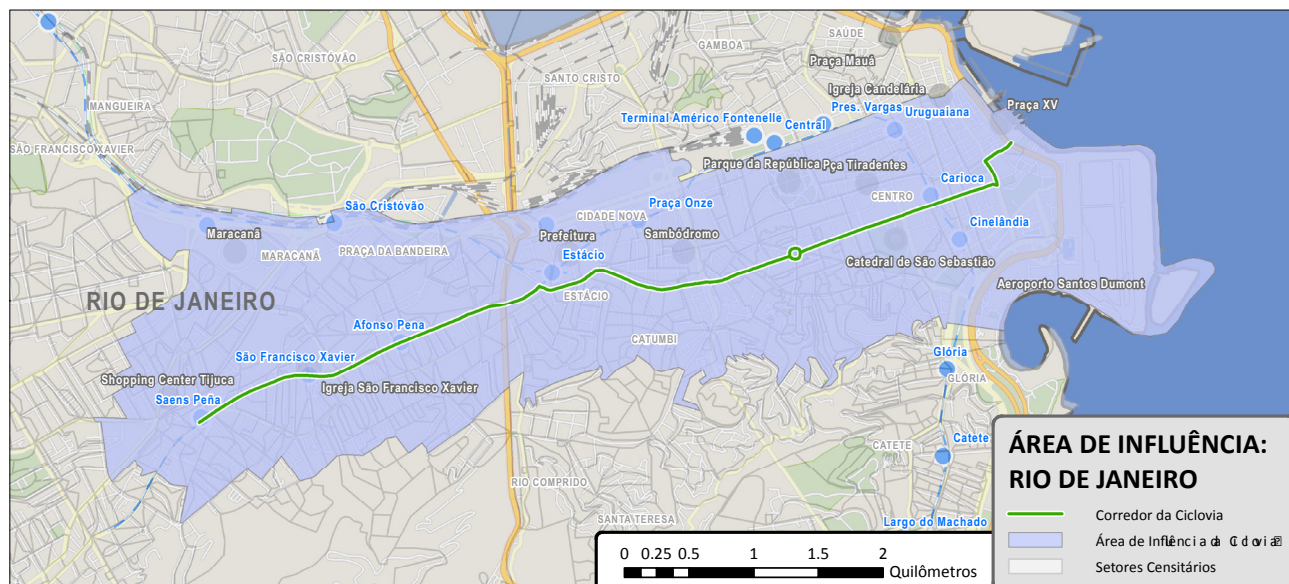 SAÚDE
GAMBOA
SÃO CRISTÓVÃO
Praça Mauá
SANTO CRISTO
Igreja Candelária
MANGUEIRA
Pres. Vargas
Praça XV
Terminal Américo Fontenelle
Central
Uruguaiana
SÃO FRANCISCO XAVIER
Parque da República
Pça Tiradentes
Carioca
CENTRO
São Cristóvão
Praça Onze
CIDADE NOVA
Cinelândia
Maracanã
Prefeitura
Sambódromo
PRAÇA DA BANDEIRA
MARACANÃ
Catedral de São Sebastião
Estácio
Aeroporto Santos Dumont
ESTÁCIO
RIO DE JANEIRO
Afonso Pena
CATUMBI
São Francisco Xavier
Glória
Shopping Center Tijuca
Igreja São Francisco Xavier
GLÓRIA
Saens Peña
Catete
CATETE
RIO COMPRIDO
SANTA TERESA
Largo do Machado
0 0.25 0.5 1 1.5 2
Quilômetros
ÁREA DE INFLUÊNCIA:
RIO DE JANEIRO
Corredor da Ciclovia
Área de
Setores Censitários